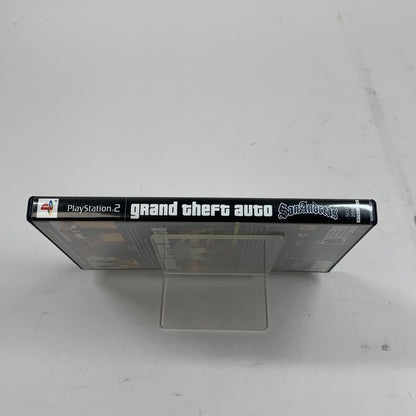 PlayStation.2 grand theft auto San Andreas